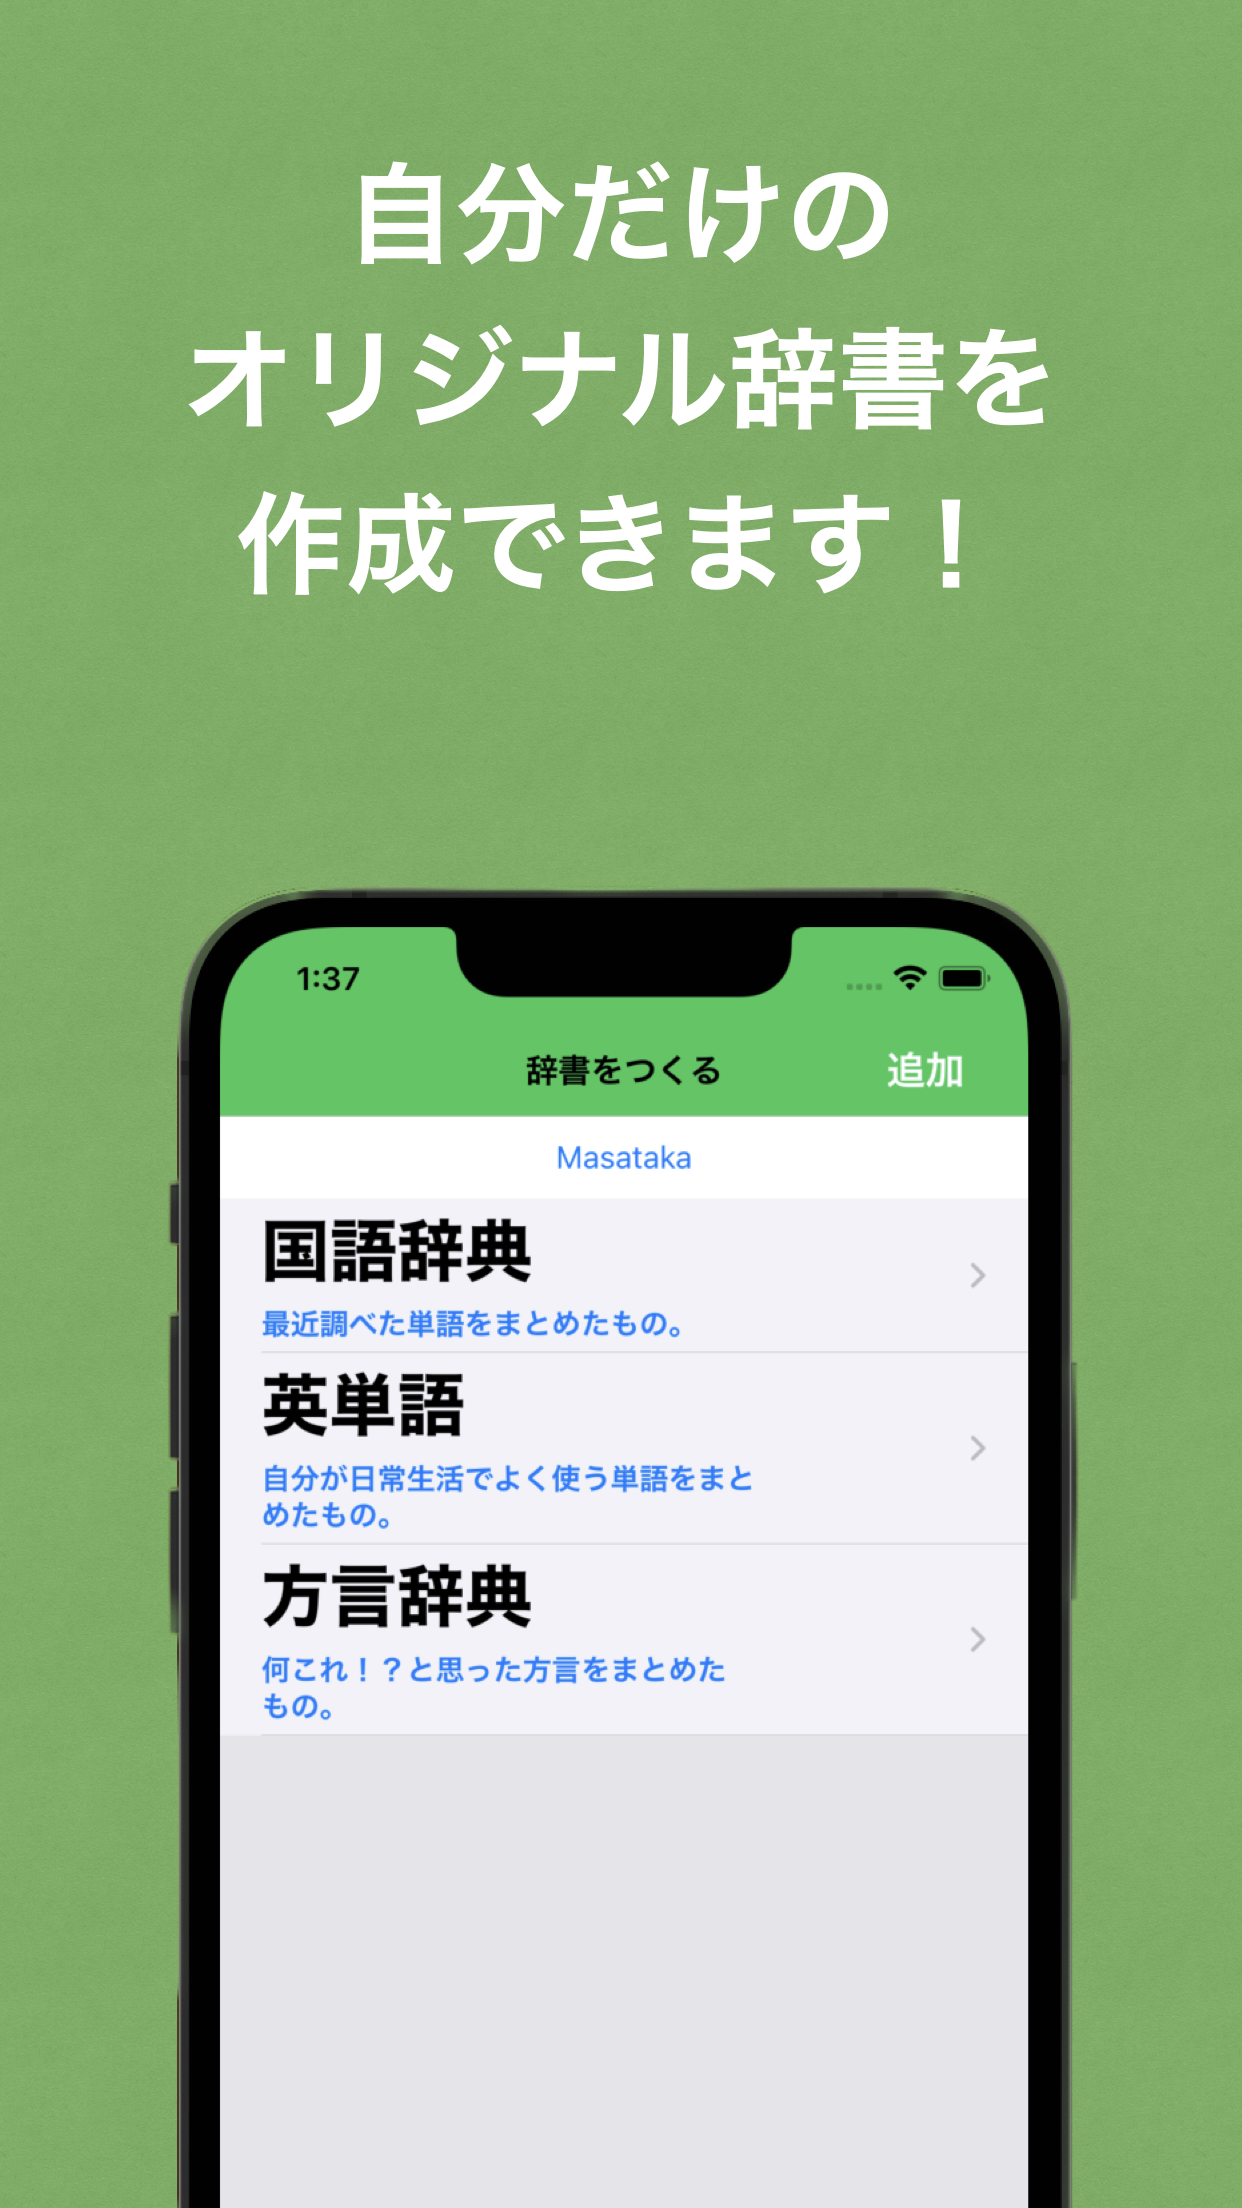 自分だけの
オリジナル辞書を
作成できます！
1:37
辞書をつくる
追加
Masataka
国語辞典
最近調べた単語をまとめたもの。
英単語
自分が日常生活でよく使う単語をまと
めたもの。
方言辞典
何これ！？と思った方言をまとめた
もの。